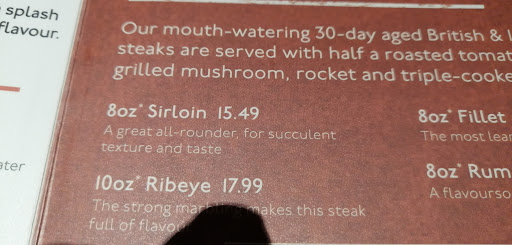 splash
flavour.
ater
Our mouth-watering 30-day aged British &
steaks are served with half a roasted tomat
grilled mushroom, rocket and triple-cooke
8oz* Sirloin 15.49
A great all-rounder, for succulent
texture and taste
10oz* Ribeye 17.99
The strong makes this steak
full of flavo
8oz* Fillet
The most lean
8oz* Rum
A flavourso